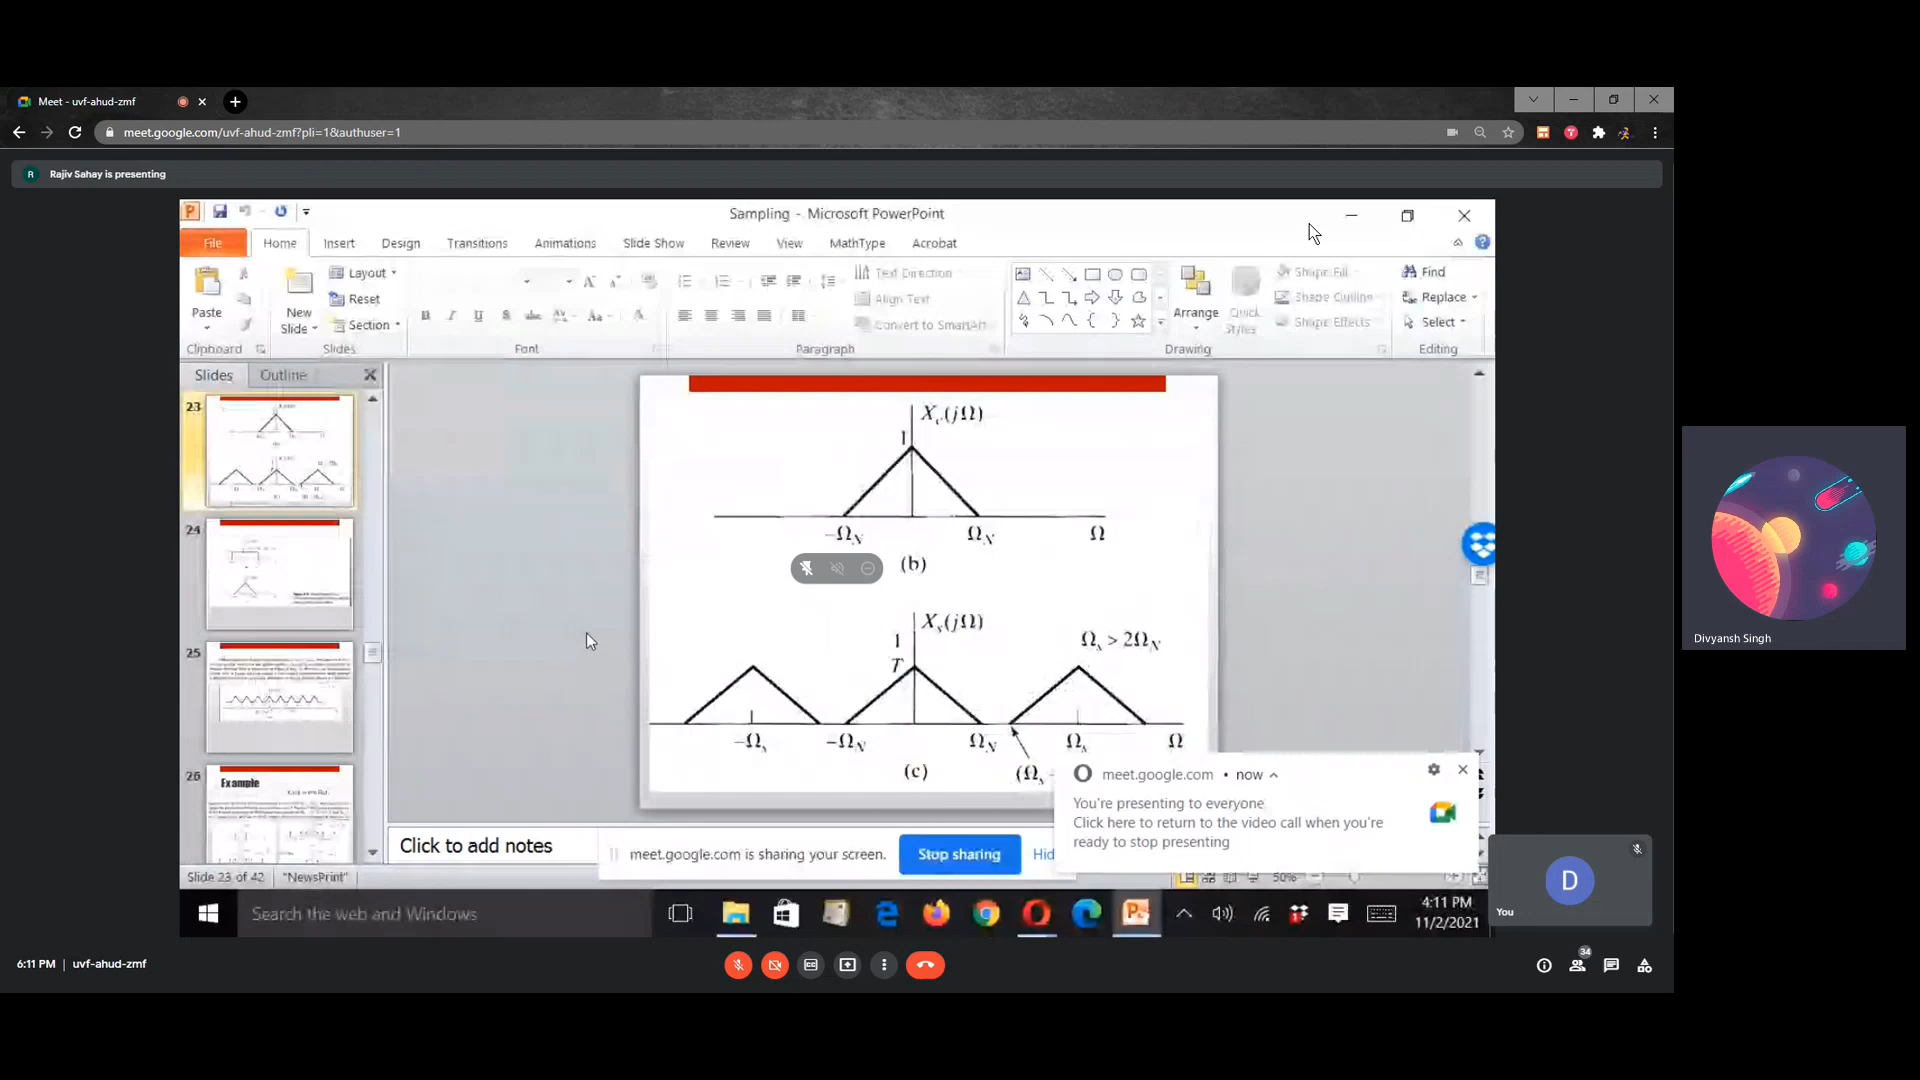 Meet - uvf-ahud-zmf
meet.google.com/uvf-ahud-zmf?pli=1&authuser=1
R Rajiv Sahay is presenting
Sampling - Microsoft PowerPoint
File Home Insert Design Transitions Animations Slide Show Review View MathType Acrobat
Paste
Clipboard
New
Slide
Layout
Reset
Section
Slides
Font
Text Direction
Align Text
Convert to SmartArt
Paragraph
Arrange
Quick
Styles
Shape Fill
Shape Outline
Shape Effects
Drawing
Find
Replace
Select
Editing
Slides Outline
23
24
25
26
Example
X_c(jΩ)
1
-Ω_N Ω_N Ω
(b)
X_s(jΩ)
1
T
Ω_s > 2Ω_N
-Ω_s -Ω_N Ω_N Ω_s Ω
(c)
(Ω_s -
Click to add notes
meet.google.com is sharing your screen.
Stop sharing
Hid
meet.google.com • now
You're presenting to everyone
Click here to return to the video call when you're
ready to stop presenting
Slide 23 of 42
"NewsPrint"
50%
Search the web and Windows
4:11 PM
11/2/2021
Divyansh Singh
D
You
6:11 PM | uvf-ahud-zmf
34